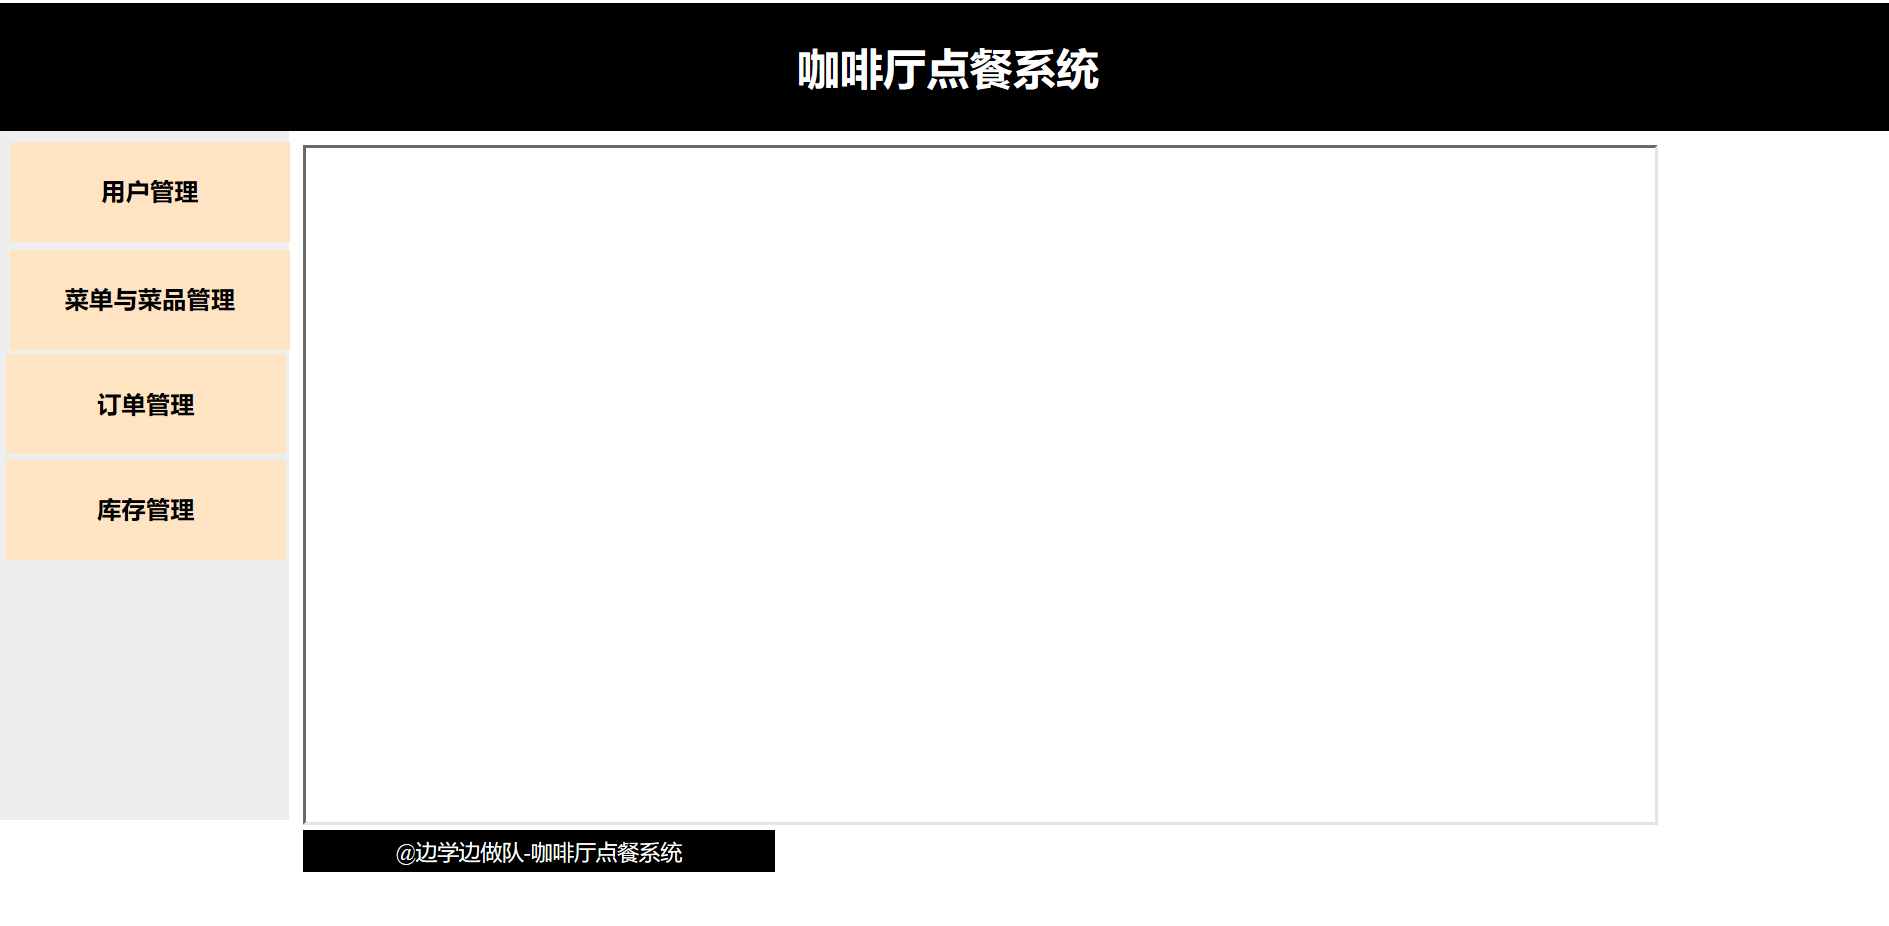 咖啡厅点餐系统
用户管理
菜单与菜品管理
订单管理
库存管理
@边学边做队-咖啡厅点餐系统